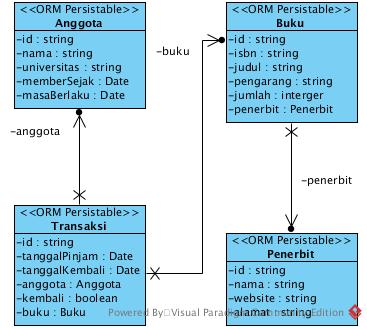 <<ORM Persistable>>
Anggota
-id : string
-nama : string
-universitas : string
-memberSejak : Date
-masaBerlaku : Date
-buku
<<ORM Persistable>>
Buku
-id : string
-isbn : string
-judul : string
-pengarang : string
-jumlah : interger
-penerbit : Penerbit
-anggota
-penerbit
<<ORM Persistable>>
Transaksi
-id : string
-tanggalPinjam : Date
-tanggalKembali : Date
-anggota : Anggota
-kembali : boolean
-buku : Buku
<<ORM Persistable>>
Penerbit
-id : string
-nama : string
-website : string
-alamat : string
Powered By Visual Paradigm Community Edition